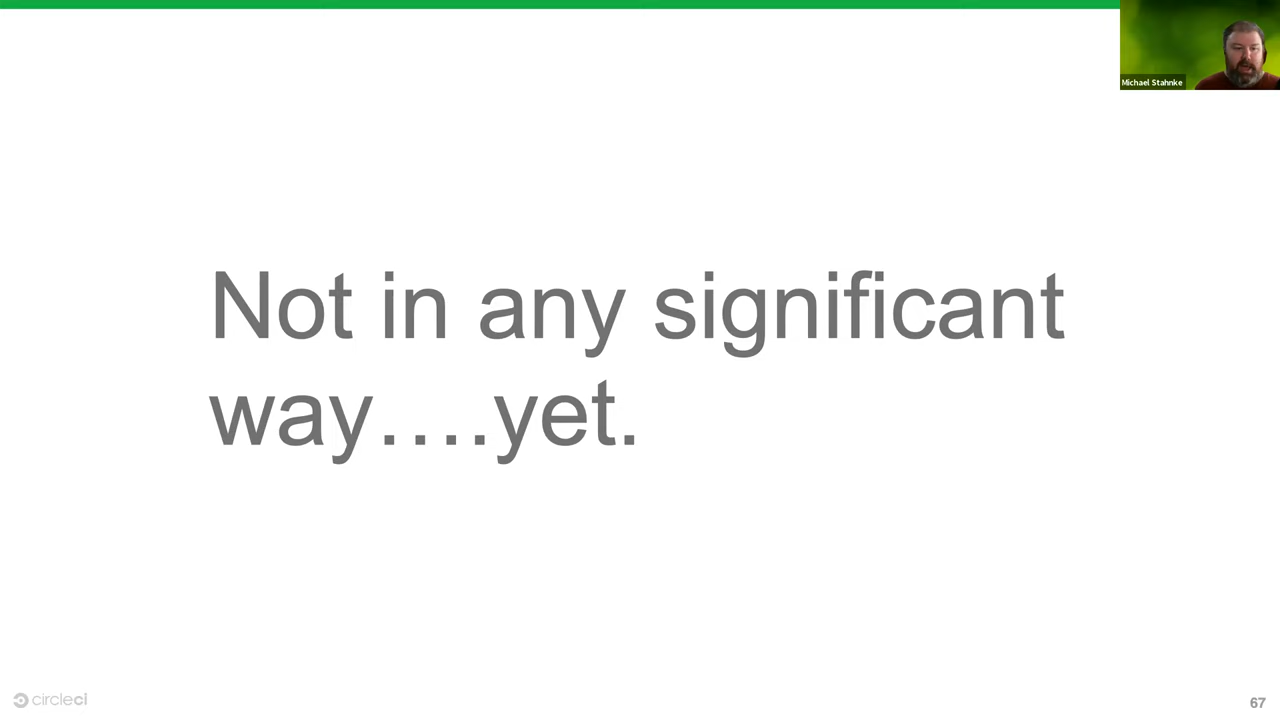 Michael Stahnke
Not in any significant
way....yet.
circleci
67